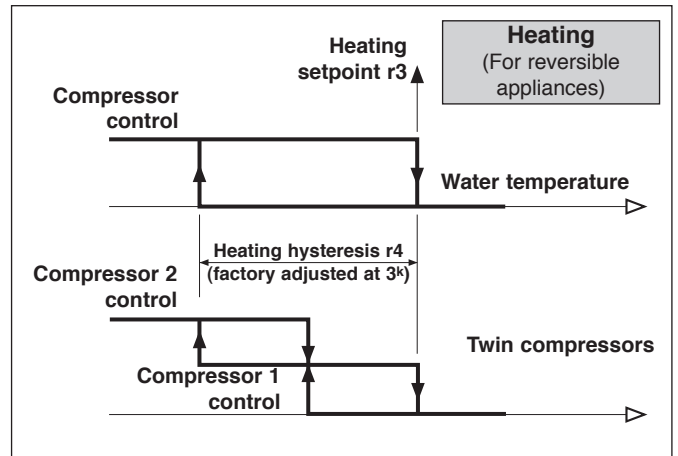 Heating
setpoint r3
Heating
(For reversible
appliances)
Compressor
control
Water temperature
Heating hysteresis r4
(factory adjusted at 3ᵏ)
Compressor 2
control
Twin compressors
Compressor 1
control